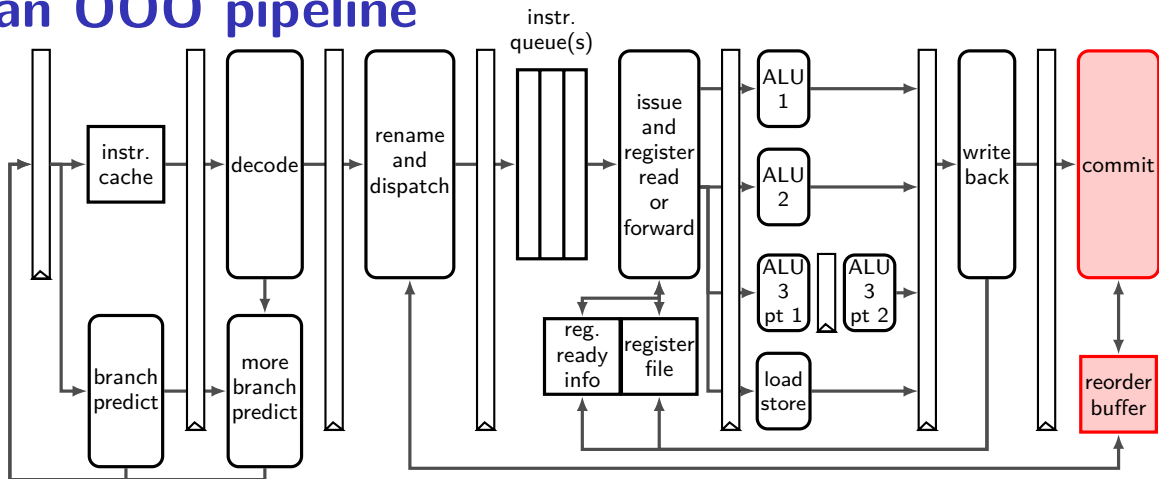 an OOO pipeline
instr.
queue(s)
instr.
cache
decode
rename
and
dispatch
issue
and
register
read
or
forward
ALU
1
ALU
2
ALU
3
pt 1
ALU
3
pt 2
load
store
write
back
commit
branch
predict
more
branch
predict
reg.
ready
info
register
file
reorder
buffer